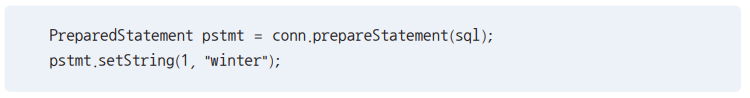 PreparedStatement pstmt = conn.prepareStatement(sql);
pstmt.setString(1, "winter");